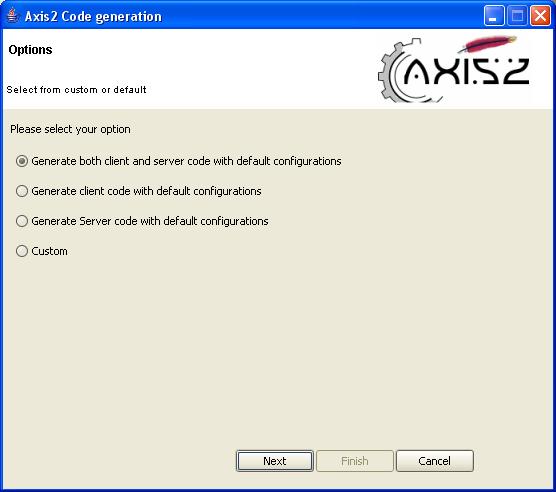 Axis2 Code generation
Options
AXIS2
Select from custom or default
Please select your option
Generate both client and server code with default configurations
Generate client code with default configurations
Generate Server code with default configurations
Custom
Next Finish Cancel